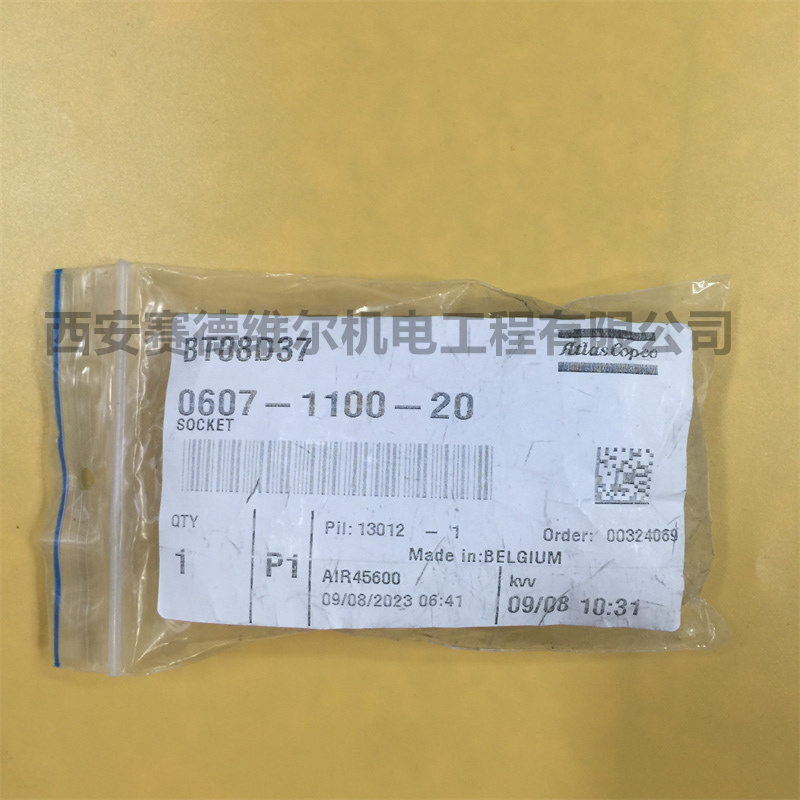 西安赛德维尔机电工程有限公司
BT08D37
Atlas Copco
0607-1100-20
SOCKET
QTY
1
P1
Pil: 13012 - 1
Order: 00324069
Made in:BELGIUM
AIR45600
09/08/2023 06:41
kvv
09/08 10:31